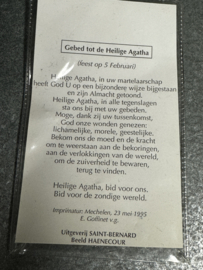 Gebed tot de Heilige Agatha
(feest op 5 Februari)
Heilige Agatha, in uw martelaarschap
heeft God U op een bijzondere wijze bijgestaan
en zijn Almacht getoond.
Heilige Agatha, in alle tegenslagen
sta ons bij met uw gebeden.
Moge, dank zij uw tussenkomst,
God onze wonden genezen:
lichamelijke, morele, geestelijke.
Bekom ons de moed en de kracht
om te weerstaan aan de bekoringen,
aan de verlokkingen van de wereld,
om de zuiverheid te bewaren,
terug te vinden.
Heilige Agatha, bid voor ons.
Bid voor de zondige wereld.
Imprimatur: Mechelen, 23 mei 1995
E. Goffinet v.g.
Uitgeverij SAINT-BERNARD
Beeld HAENECOUR